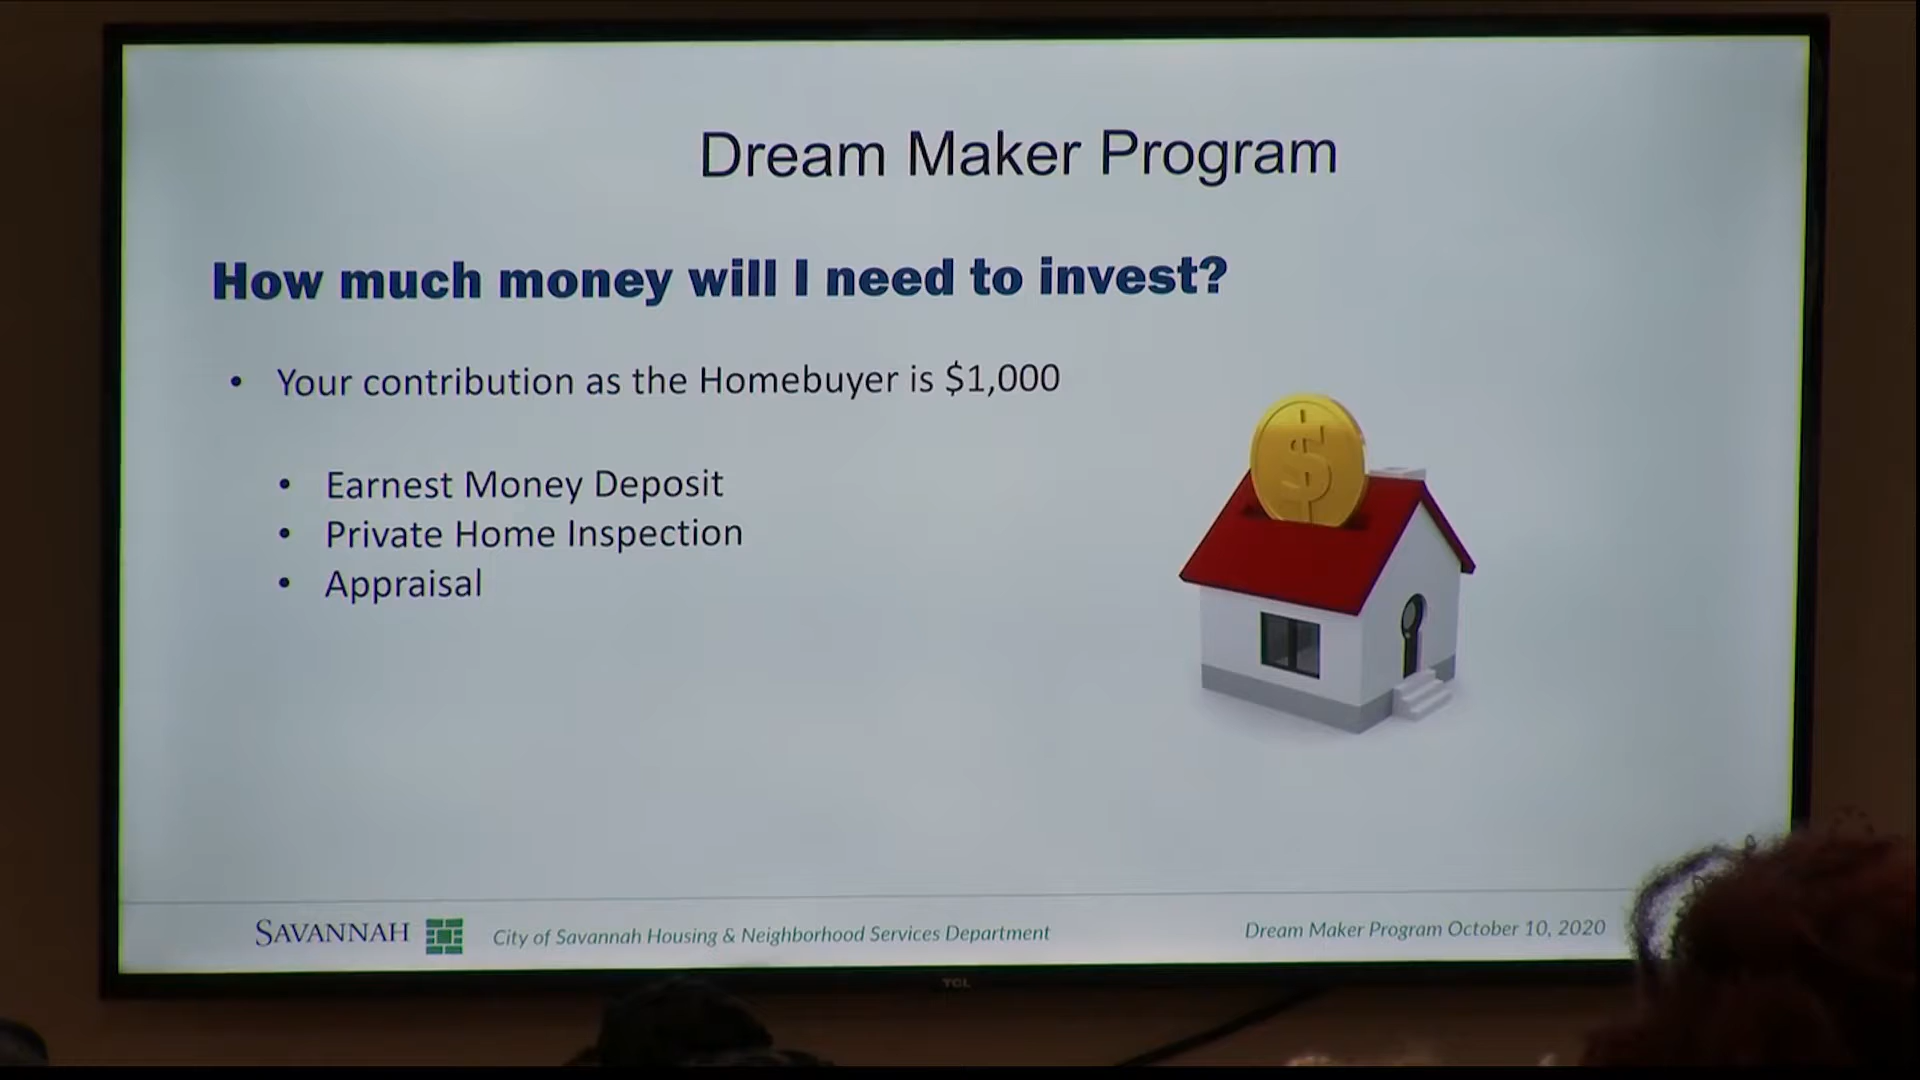 Dream Maker Program
How much money will I need to invest?
• Your contribution as the Homebuyer is $1,000
• Earnest Money Deposit
• Private Home Inspection
• Appraisal
$
SAVANNAH City of Savannah Housing & Neighborhood Services Department Dream Maker Program October 10, 2020
TCL